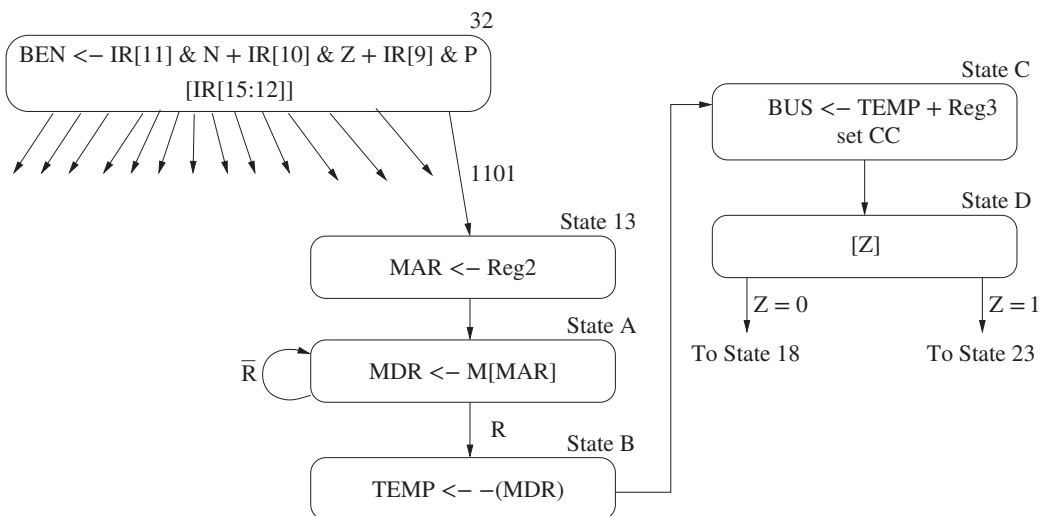 32
BEN <− IR[11] & N + IR[10] & Z + IR[9] & P
[IR[15:12]]
1101
State 13
MAR <− Reg2
State A
R̅
MDR <− M[MAR]
R
State B
TEMP <− −(MDR)
State C
BUS <− TEMP + Reg3
set CC
State D
[Z]
Z = 0
Z = 1
To State 18
To State 23